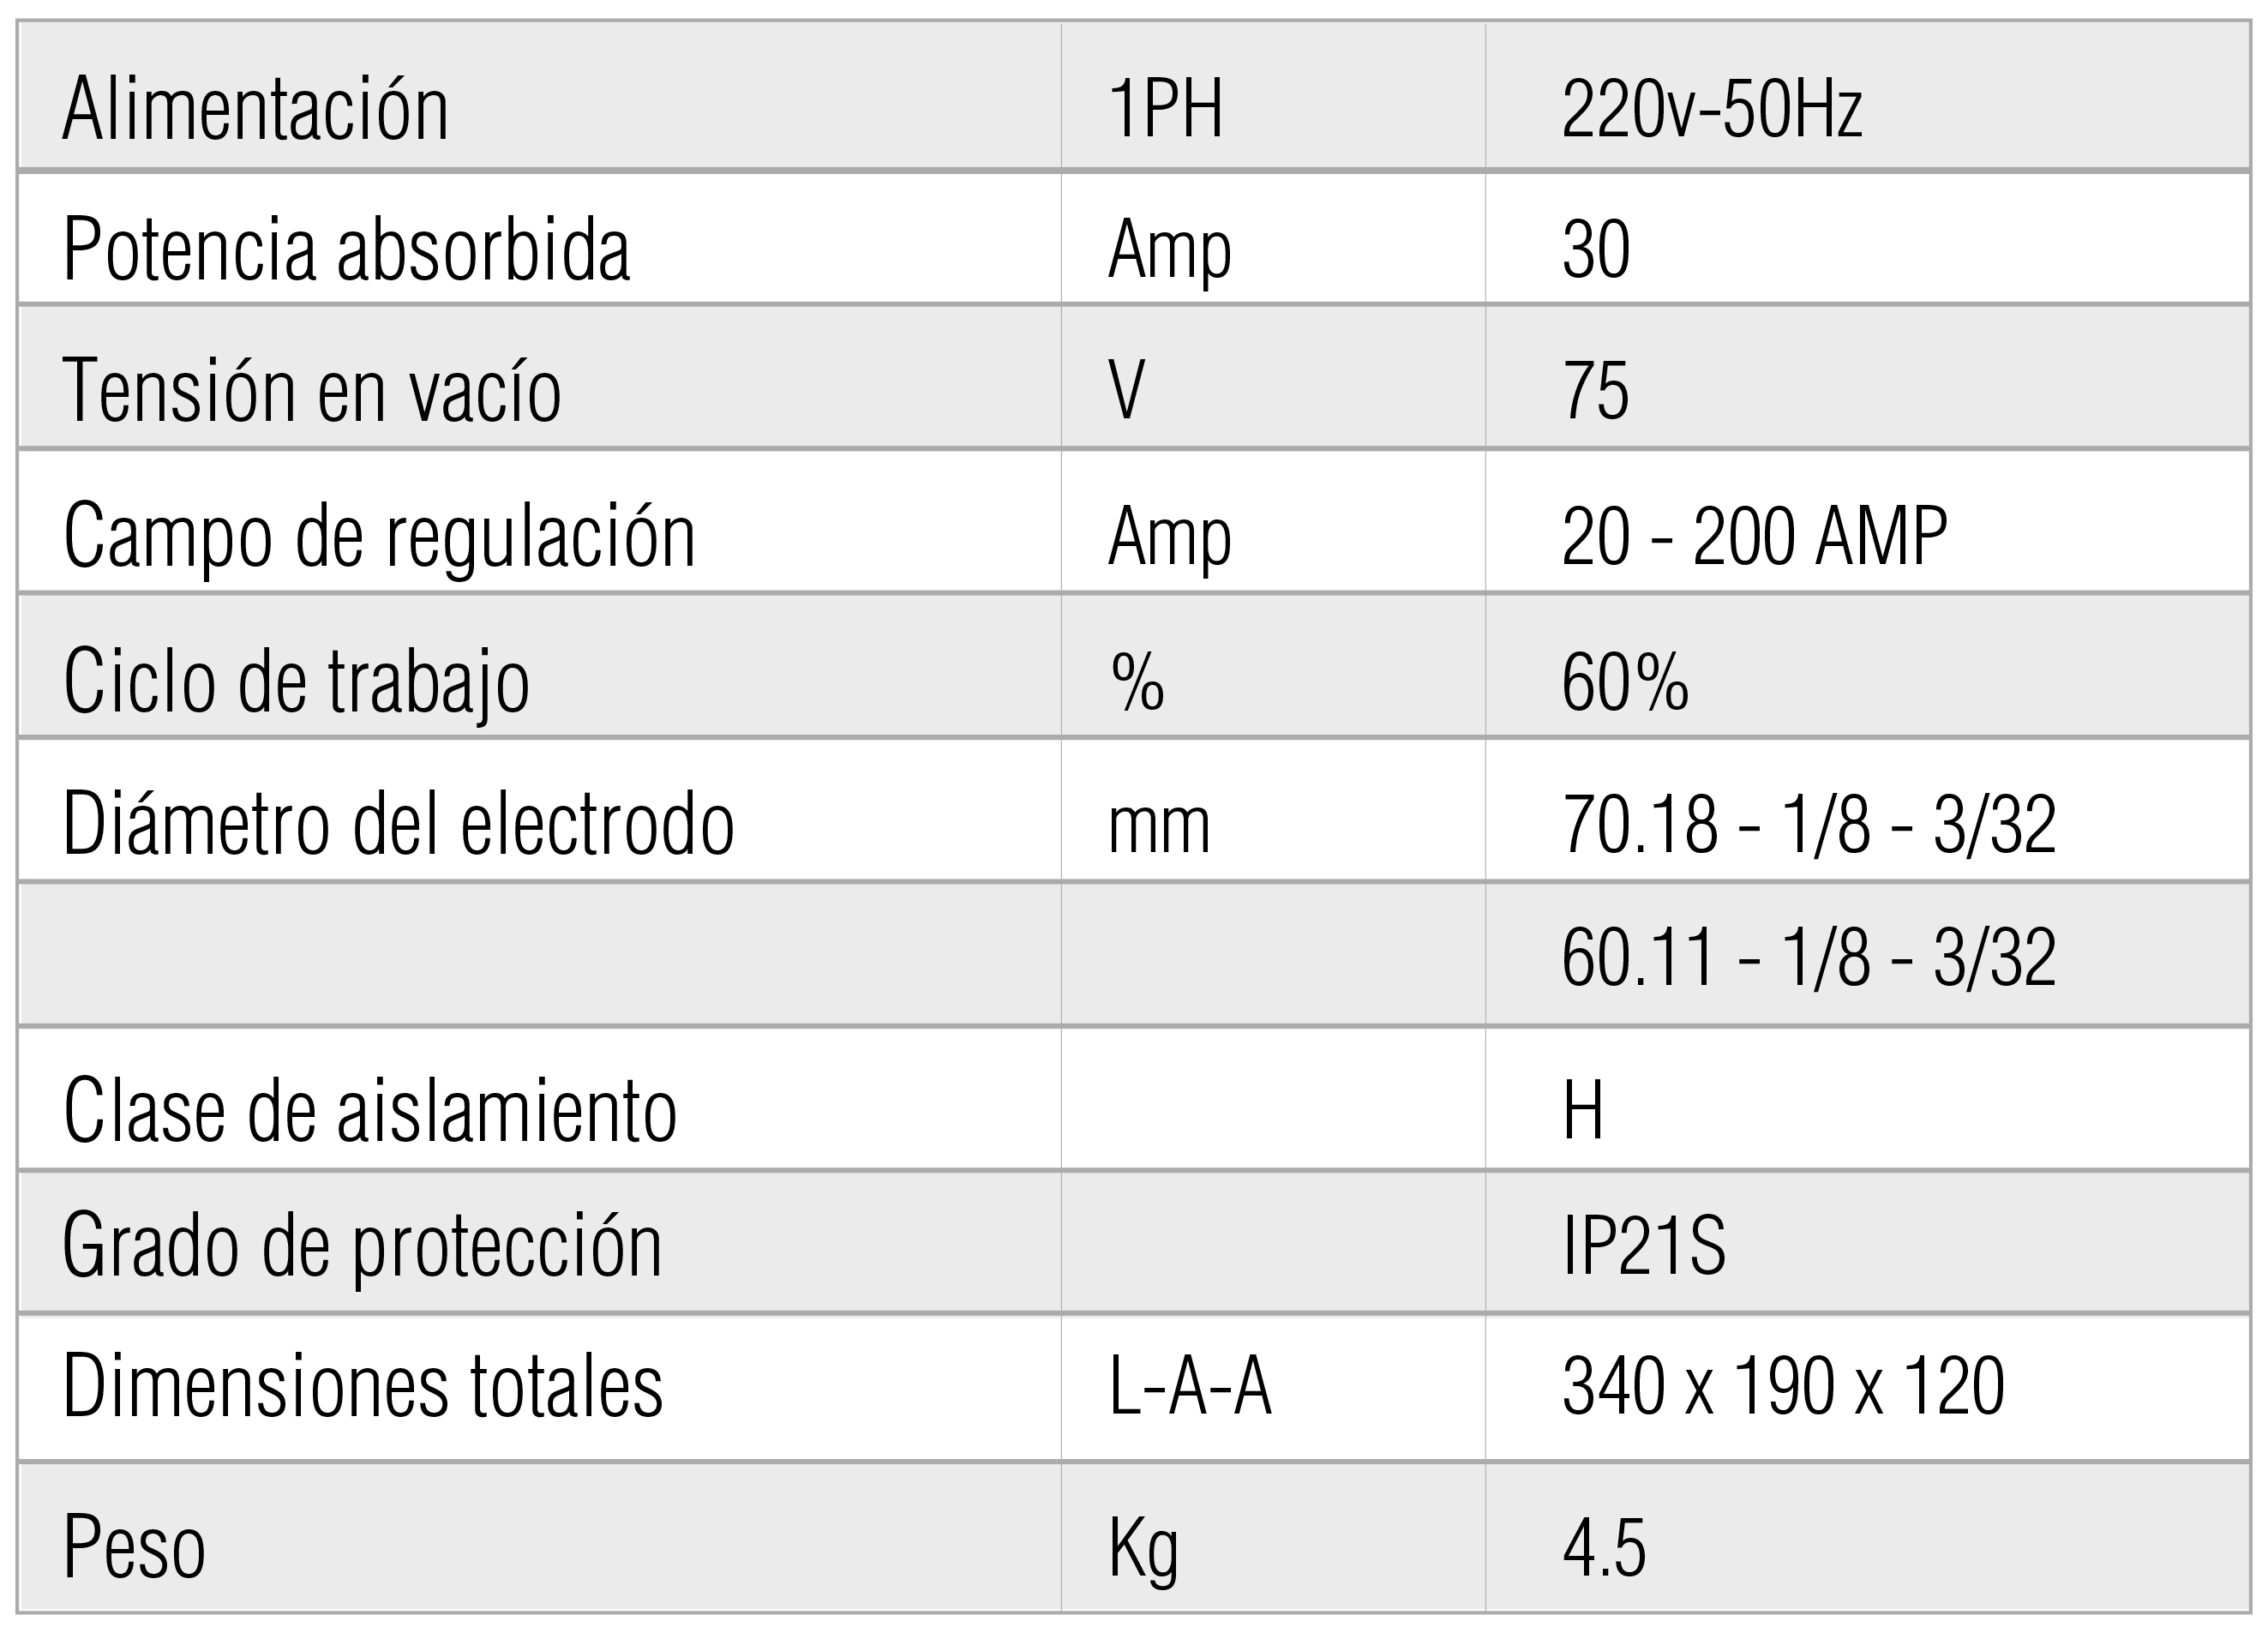 Alimentación 1PH 220v-50Hz
Potencia absorbida Amp 30
Tensión en vacío V 75
Campo de regulación Amp 20 - 200 AMP
Ciclo de trabajo % 60%
Diámetro del electrodo mm 70.18 - 1/8 - 3/32
60.11 - 1/8 - 3/32
Clase de aislamiento H
Grado de protección IP21S
Dimensiones totales L-A-A 340 x 190 x 120
Peso Kg 4.5